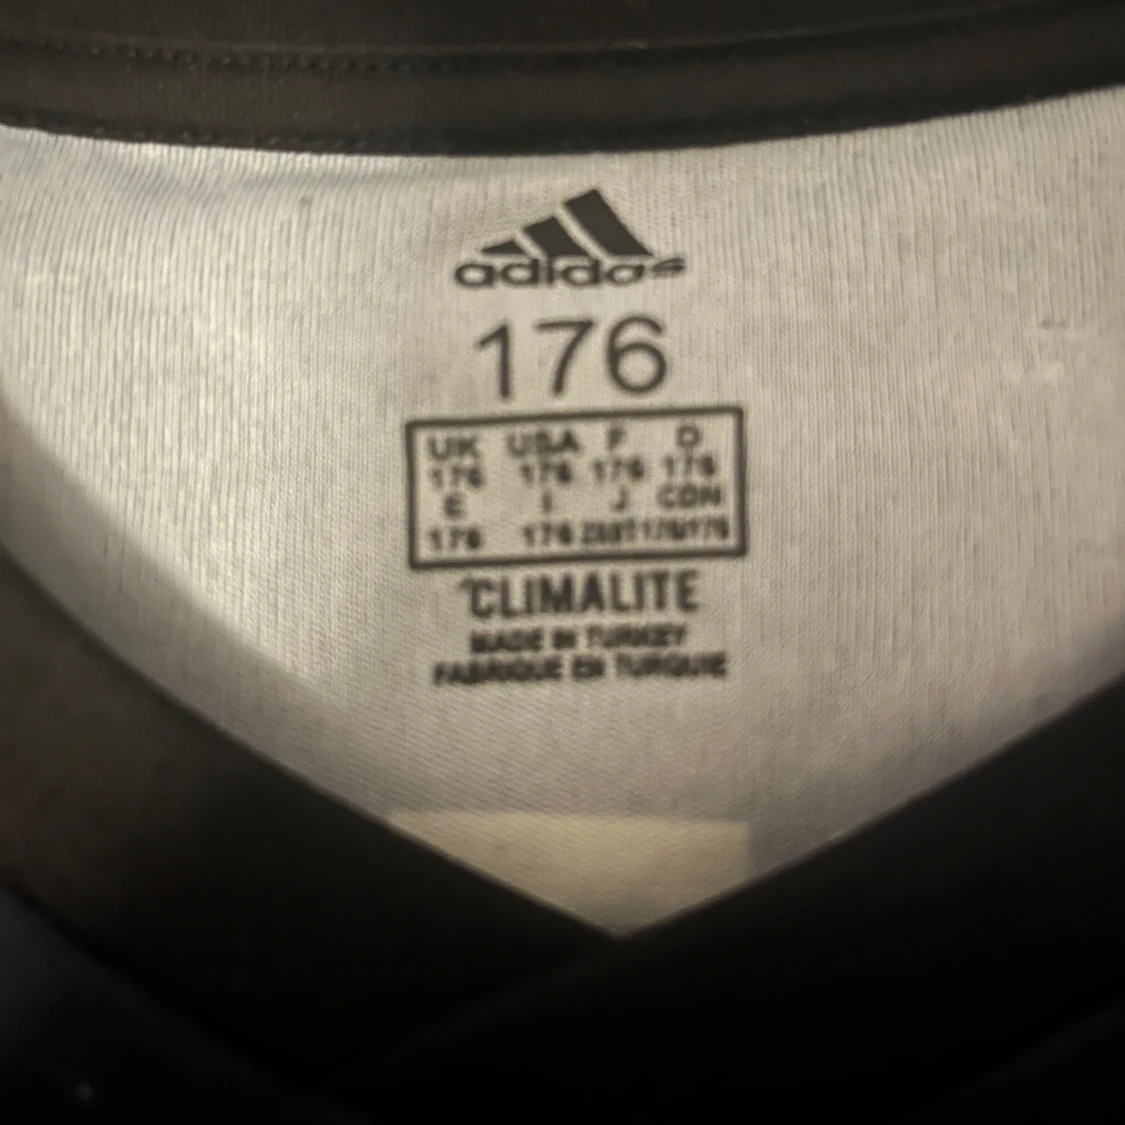 adidas
176
UK USA F D
176 176 176 176
E I J CDN
176 176
CLIMALITE
MADE IN TURKEY
FABRIQUE EN TURQUIE